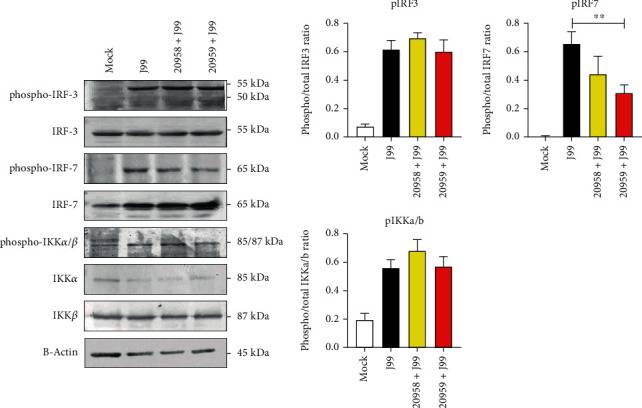 Mock
J99
20958 + J99
20959 + J99
phospho-IRF-3
55 kDa
50 kDa
IRF-3
55 kDa
phospho-IRF-7
65 kDa
IRF-7
65 kDa
phospho-IKKα/β
85/87 kDa
IKKα
85 kDa
IKKβ
87 kDa
B-Actin
45 kDa
pIRF3
Phospho/total IRF3 ratio
0.8
0.6
0.4
0.2
0.0
Mock
J99
20958 + J99
20959 + J99
pIRF7
Phospho/total IRF7 ratio
0.8
0.6
0.4
0.2
0.0
**
Mock
J99
20958 + J99
20959 + J99
pIKKa/b
Phospho/total IKKa/b ratio
0.8
0.6
0.4
0.2
0.0
Mock
J99
20958 + J99
20959 + J99